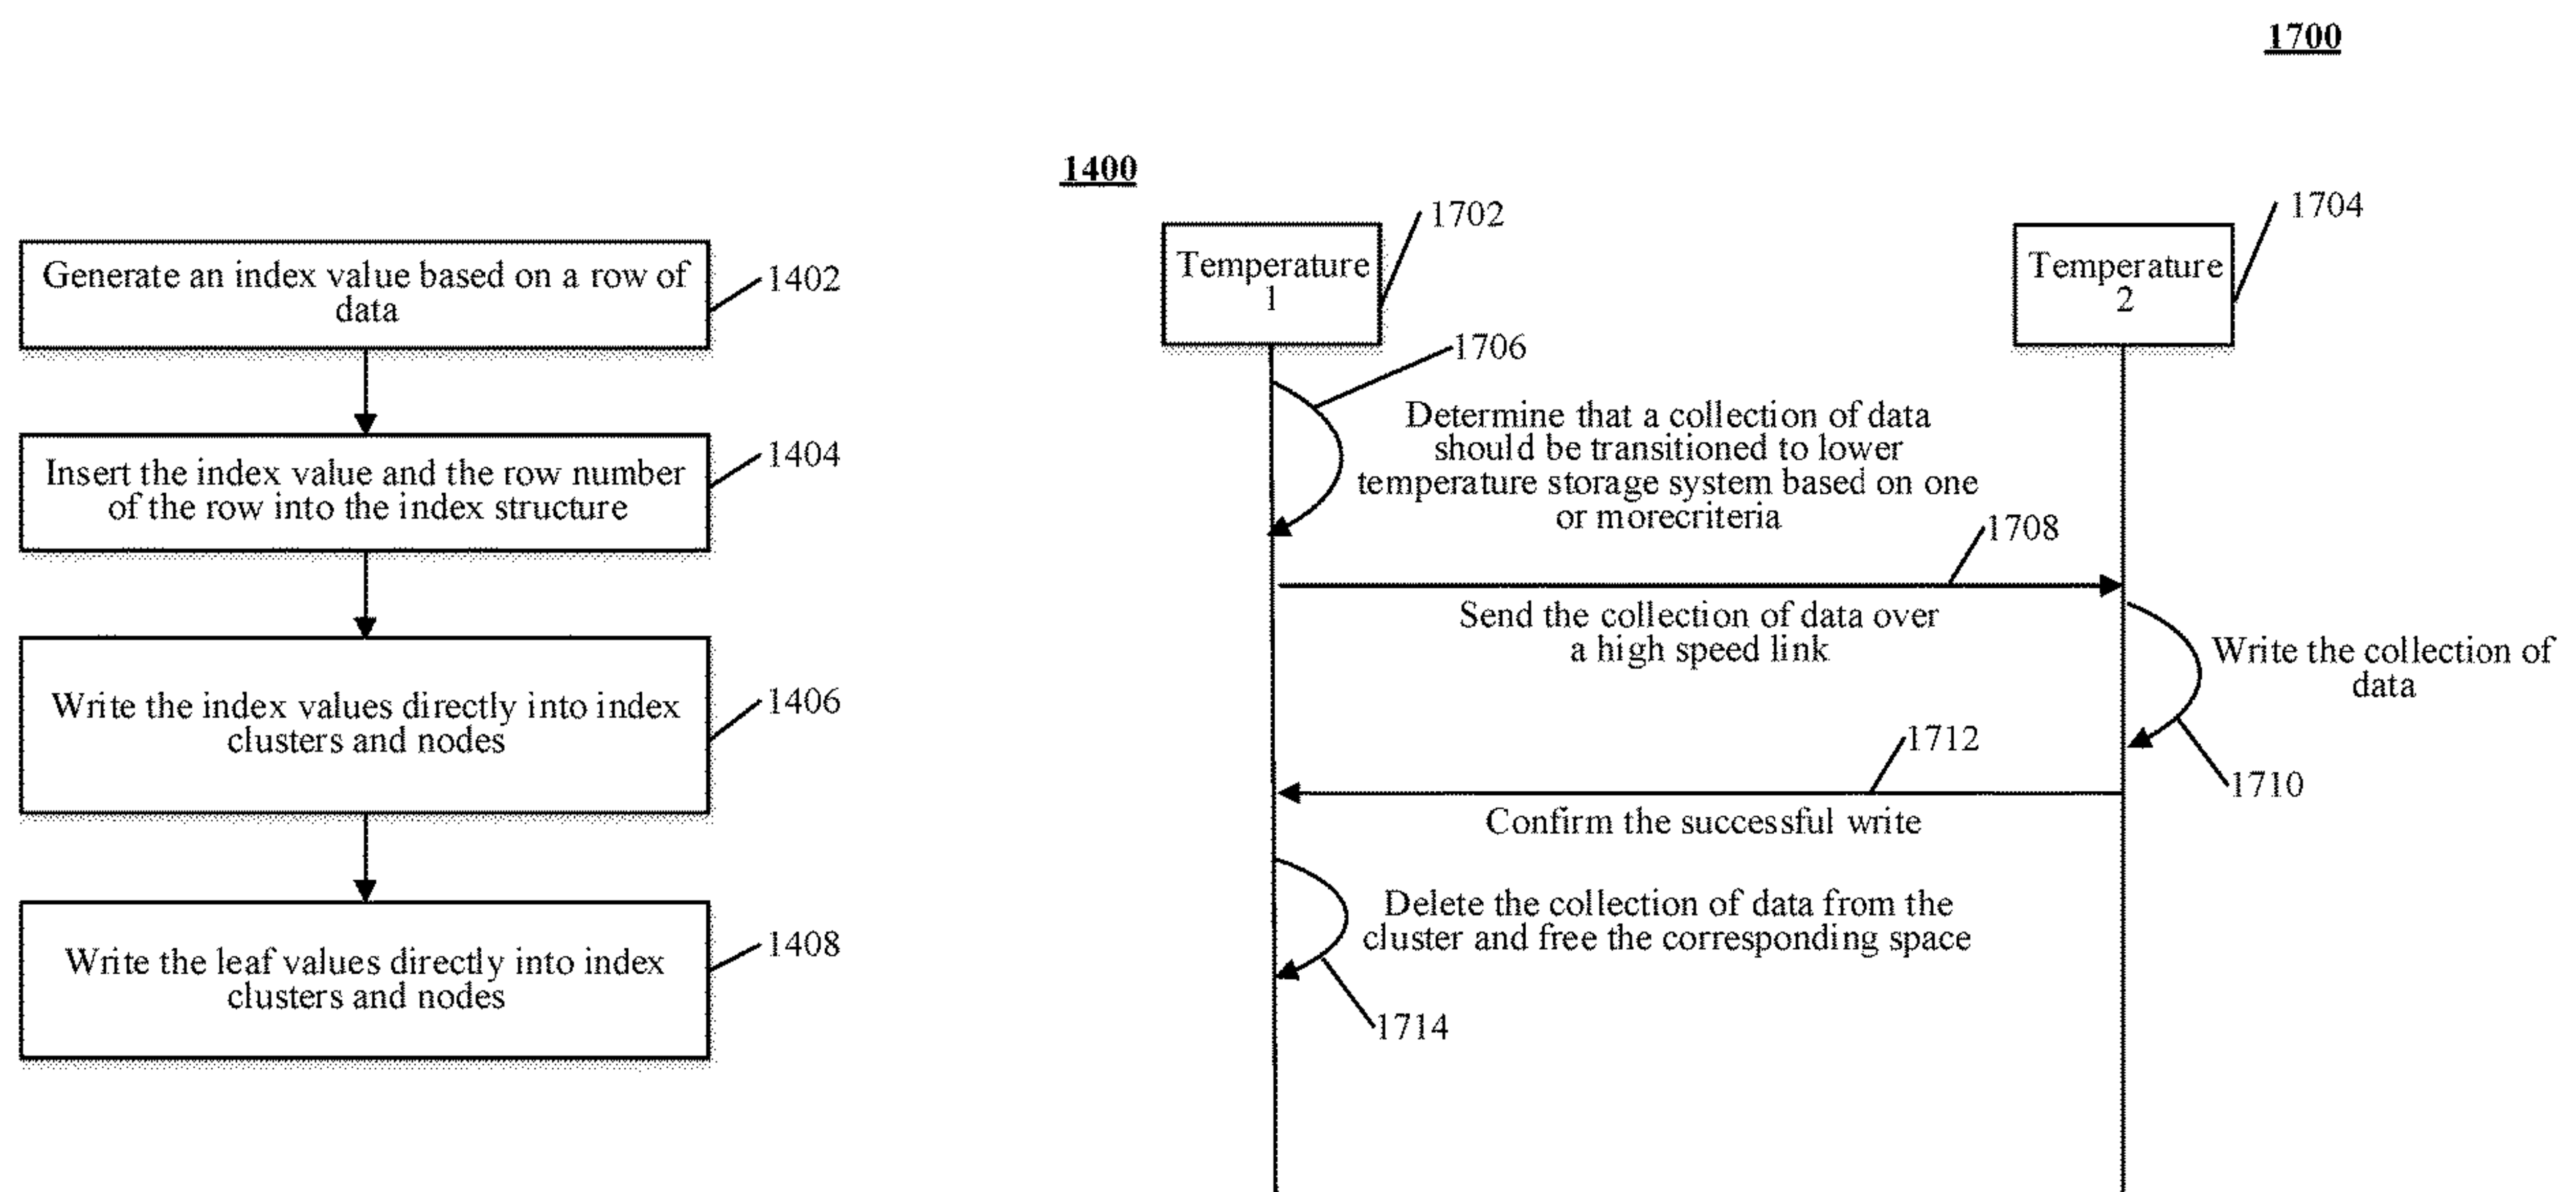 1400
Generate an index value based on a row of
data
1402
Insert the index value and the row number
of the row into the index structure
1404
Write the index values directly into index
clusters and nodes
1406
Write the leaf values directly into index
clusters and nodes
1408
1700
Temperature
1
1702
Temperature
2
1704
1706
Determine that a collection of data
should be transitioned to lower
temperature storage system based on one
or morecriteria
1708
Send the collection of data over
a high speed link
Write the collection of
data
1710
1712
Confirm the successful write
Delete the collection of data from the
cluster and free the corresponding space
1714